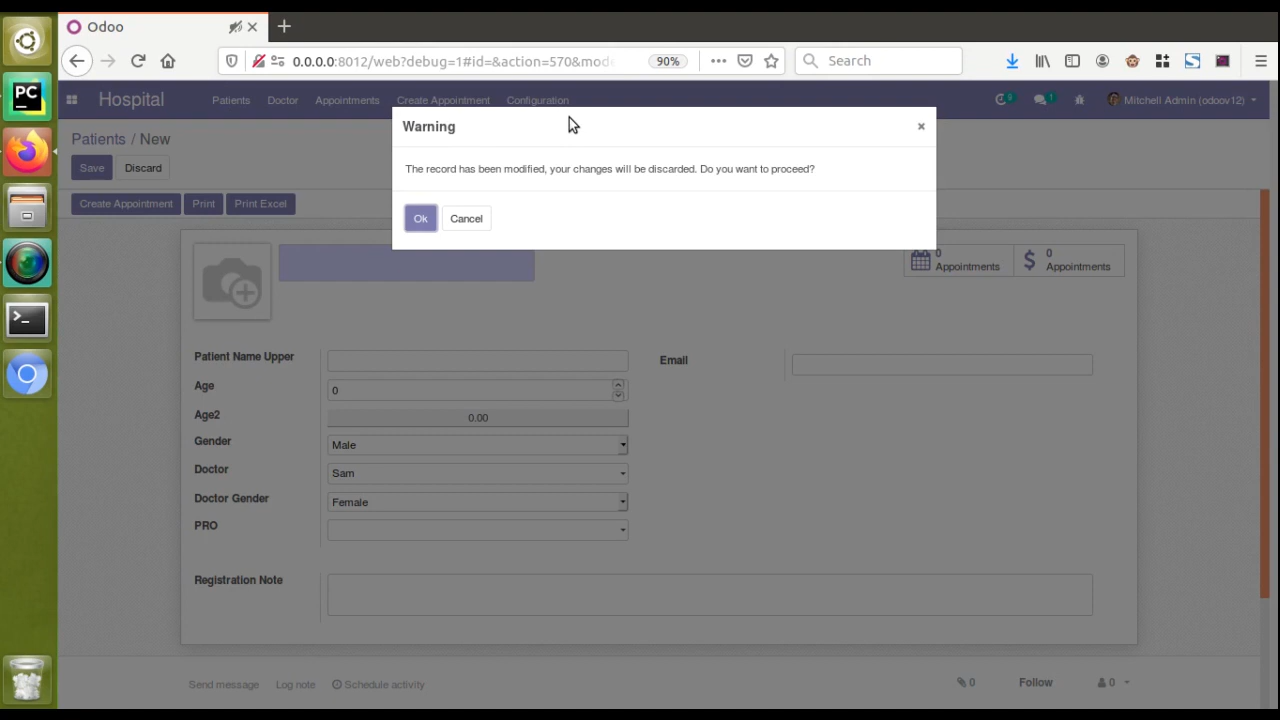 Odoo
0.0.0.0:8012/web?debug=1#id=&action=570&mod
90%
Search
PC
Hospital
Patients
Doctor
Appointments
Create Appointment
Configuration
Mitchell Admin (odoov12)
Patients / New
Save
Discard
Create Appointment
Print
Print Excel
Warning
×
The record has been modified, your changes will be discarded. Do you want to proceed?
Ok
Cancel
0
Appointments
$
0
Appointments
Patient Name Upper
Email
Age
0
Age2
0.00
Gender
Male
Doctor
Sam
Doctor Gender
Female
PRO
Registration Note
Send message
Log note
Schedule activity
0
Follow
0